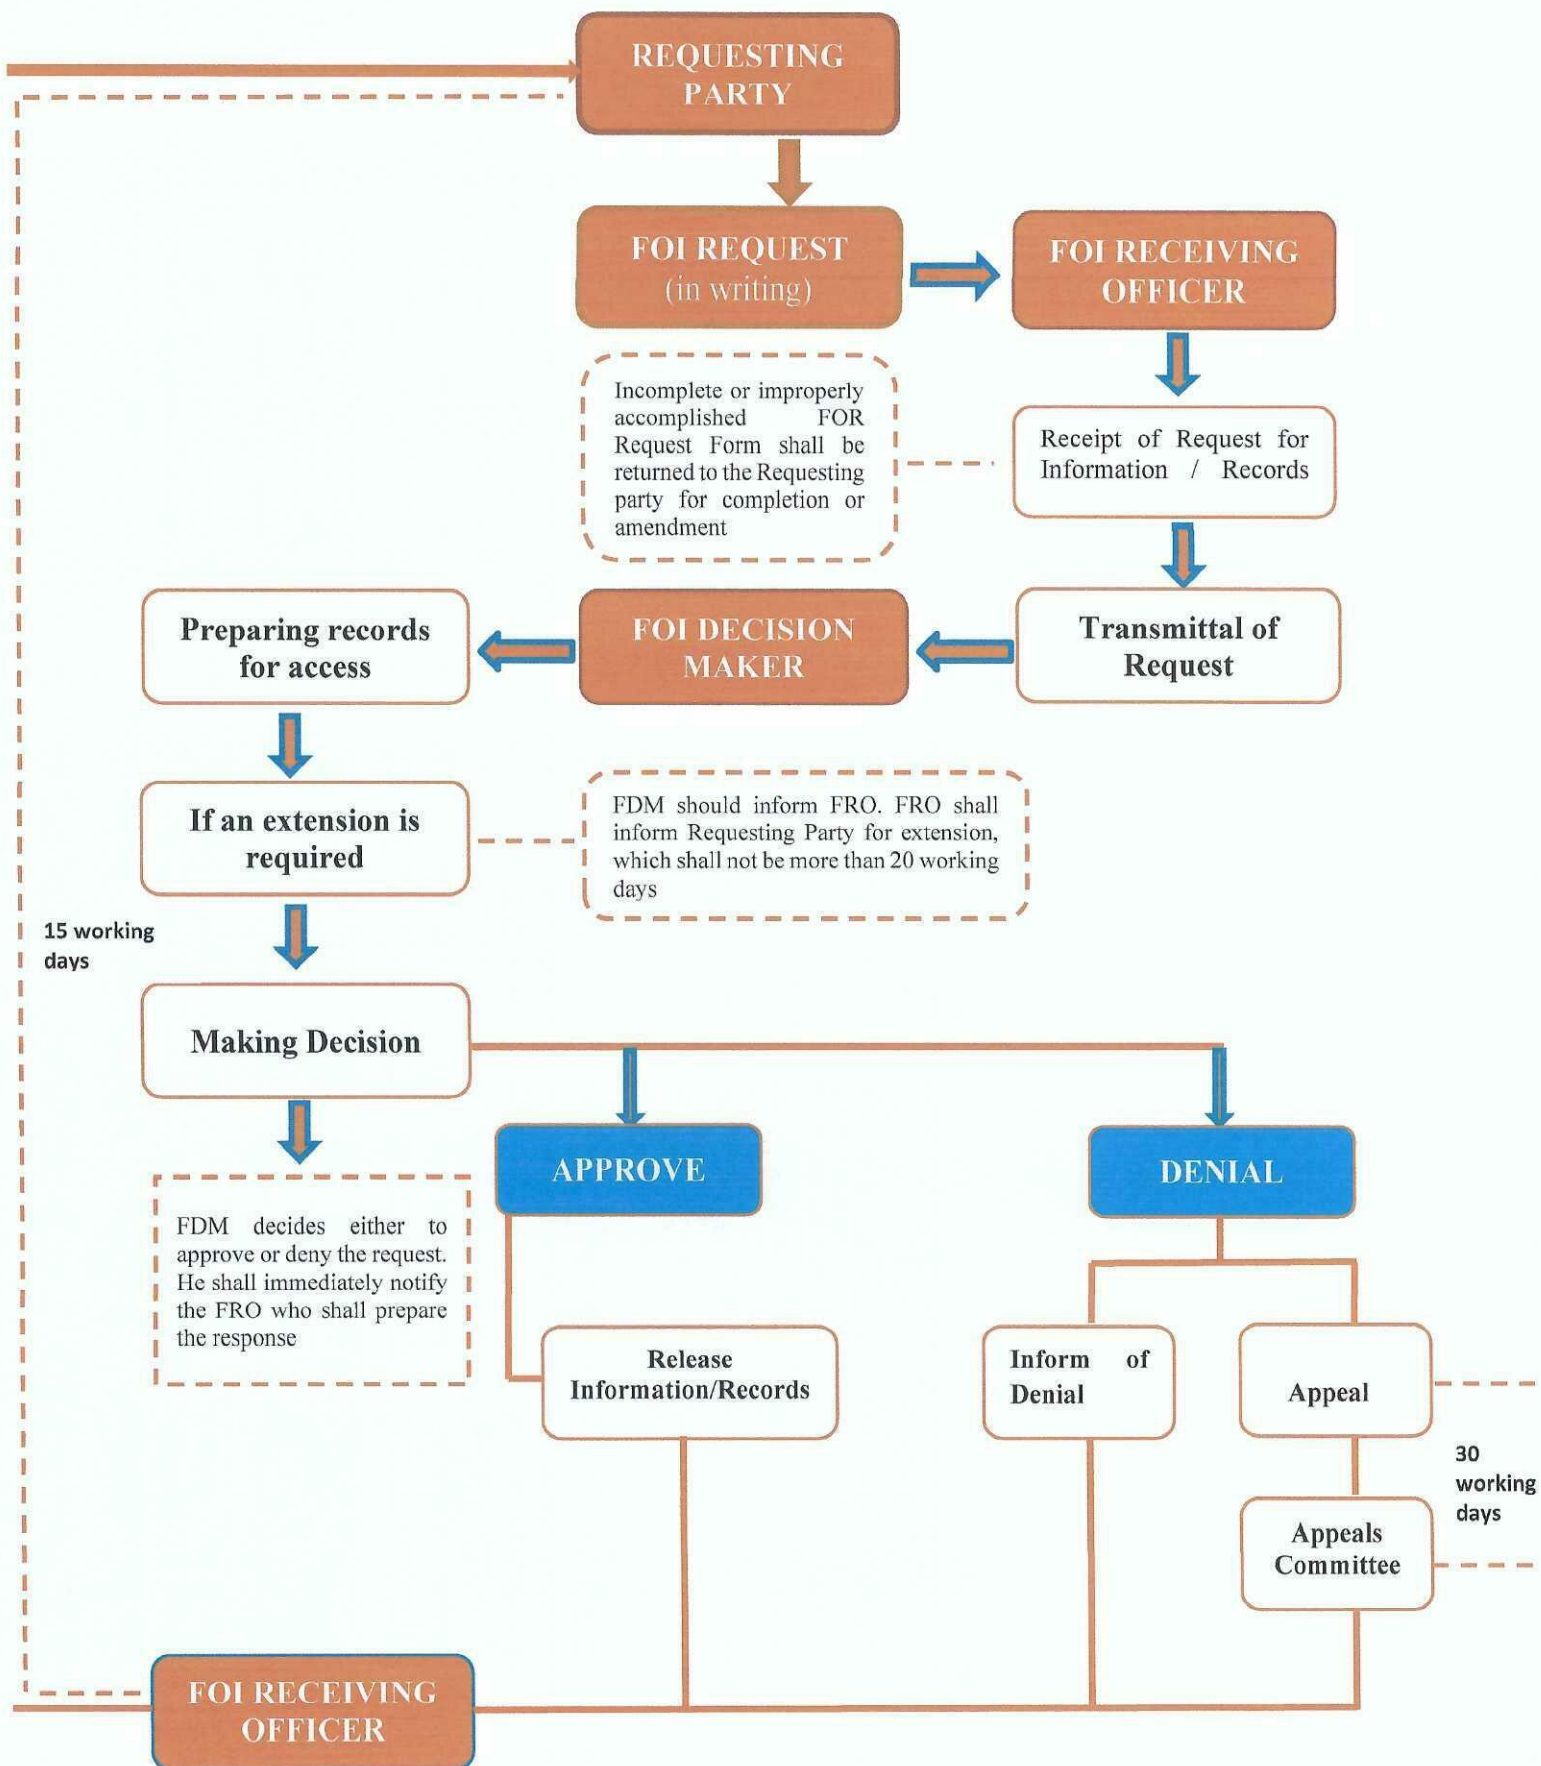 REQUESTING
PARTY
FOI REQUEST
(in writing)
FOI RECEIVING
OFFICER
Incomplete or improperly
accomplished FOR
Request Form shall be
returned to the Requesting
party for completion or
amendment
Receipt of Request for
Information / Records
Preparing records
for access
FOI DECISION
MAKER
Transmittal of
Request
If an extension is
required
FDM should inform FRO. FRO shall
inform Requesting Party for extension,
which shall not be more than 20 working
days
15 working
days
Making Decision
APPROVE
DENIAL
FDM decides either to
approve or deny the request.
He shall immediately notify
the FRO who shall prepare
the response
Release
Information/Records
Inform of
Denial
Appeal
30
working
days
Appeals
Committee
FOI RECEIVING
OFFICER